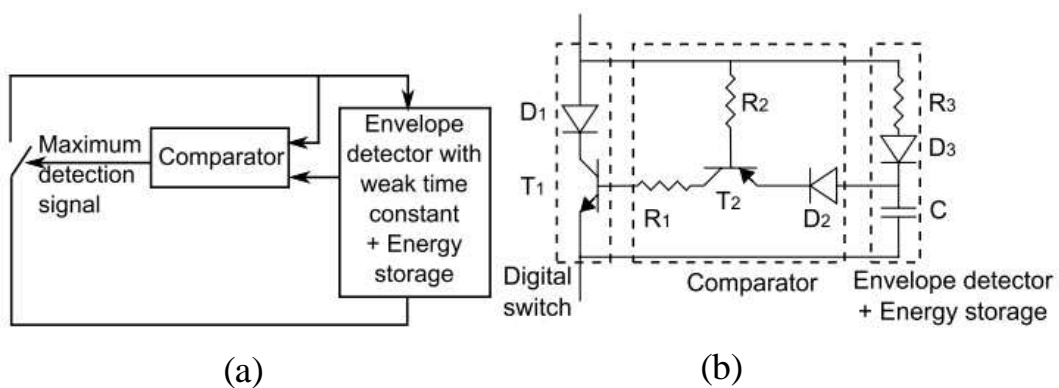 Maximum
detection
signal
Comparator
Envelope
detector with
weak time
constant
+ Energy
storage
(a)
D1
T1
R1
R2
T2
D2
R3
D3
C
Digital
switch
Comparator
Envelope detector
+ Energy storage
(b)